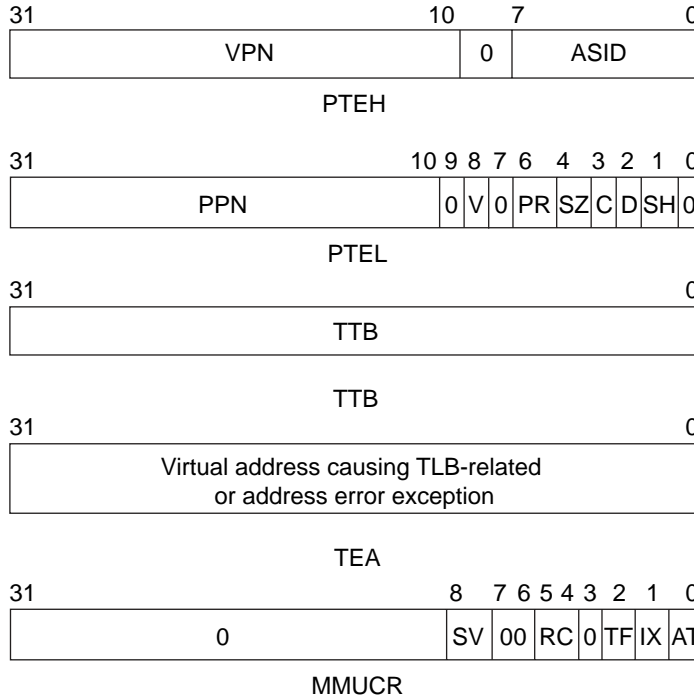 31 10 7 0
VPN 0 ASID
PTEH
31 10 9 8 7 6 4 3 2 1 0
PPN 0 V 0 PR SZ C D SH 0
PTEL
31 0
TTB
TTB
31 0
Virtual address causing TLB-related
or address error exception
TEA
31 8 7 6 5 4 3 2 1 0
0 SV 00 RC 0 TF IX AT
MMUCR